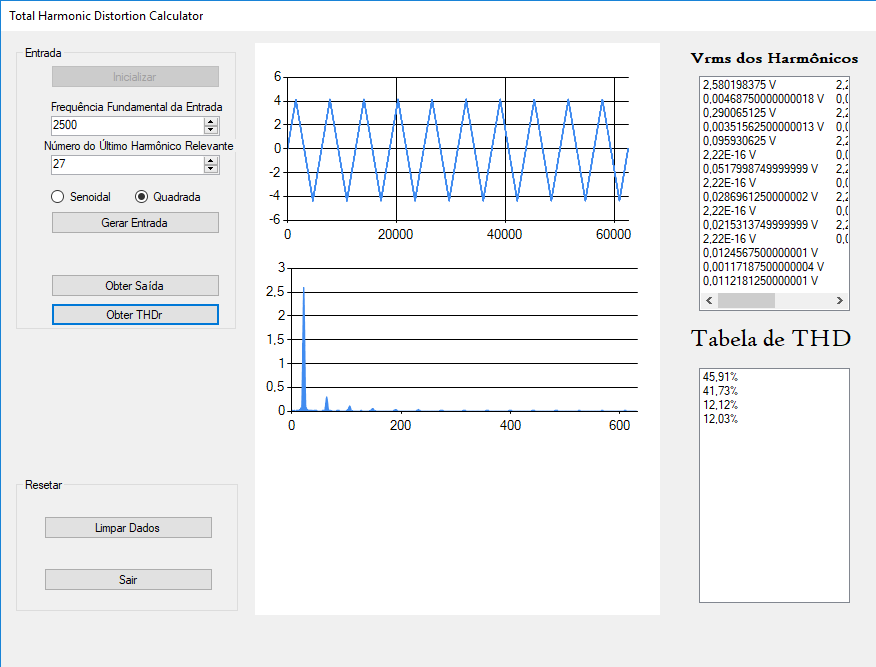 Total Harmonic Distortion Calculator
Entrada
Inicializar
Frequência Fundamental da Entrada
2500
Número do Último Harmônico Relevante
27
Senoidal
Quadrada
Gerar Entrada
Obter Saída
Obter THDr
Resetar
Limpar Dados
Sair
6
4
2
0
-2
-4
-6
0 20000 40000 60000
3
2,5
2
1,5
1
0,5
0
0 200 400 600
Vrms dos Harmônicos
2,580198375 V 2,2
0,00468750000000018 V 0,0
0,290065125 V 2,2
0,00351562500000013 V 0,0
0,095930625 V 2,2
2,22E-16 V 0,0
0,0517998749999999 V 2,2
2,22E-16 V 0,0
0,0286961250000002 V 2,2
2,22E-16 V 0,0
0,0215313749999999 V 2,2
2,22E-16 V 0,0
0,0124567500000001 V
0,00117187500000004 V
0,0112181250000001 V
Tabela de THD
45,91%
41,73%
12,12%
12,03%